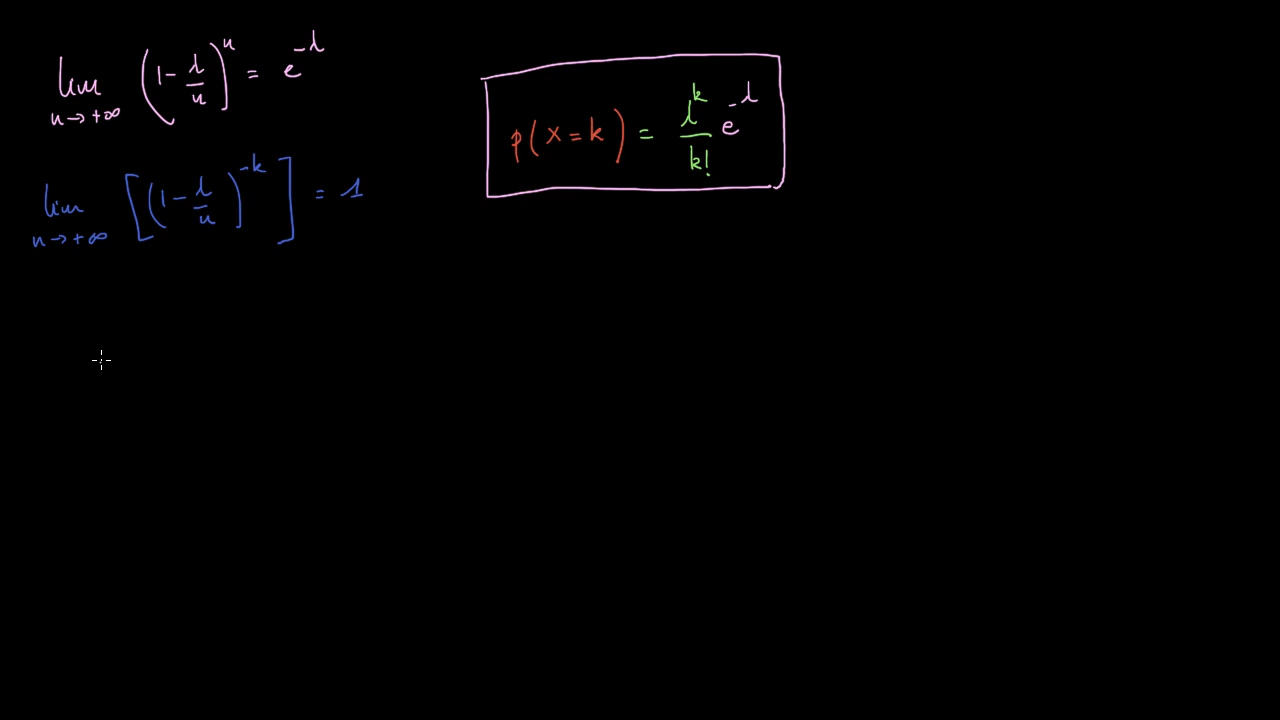 lim n→+∞ (1 - λ/n)^n = e^-λ
p(X = k) = λ^k/k! e^-λ
lim n→+∞ [(1 - λ/n)^-k] = 1